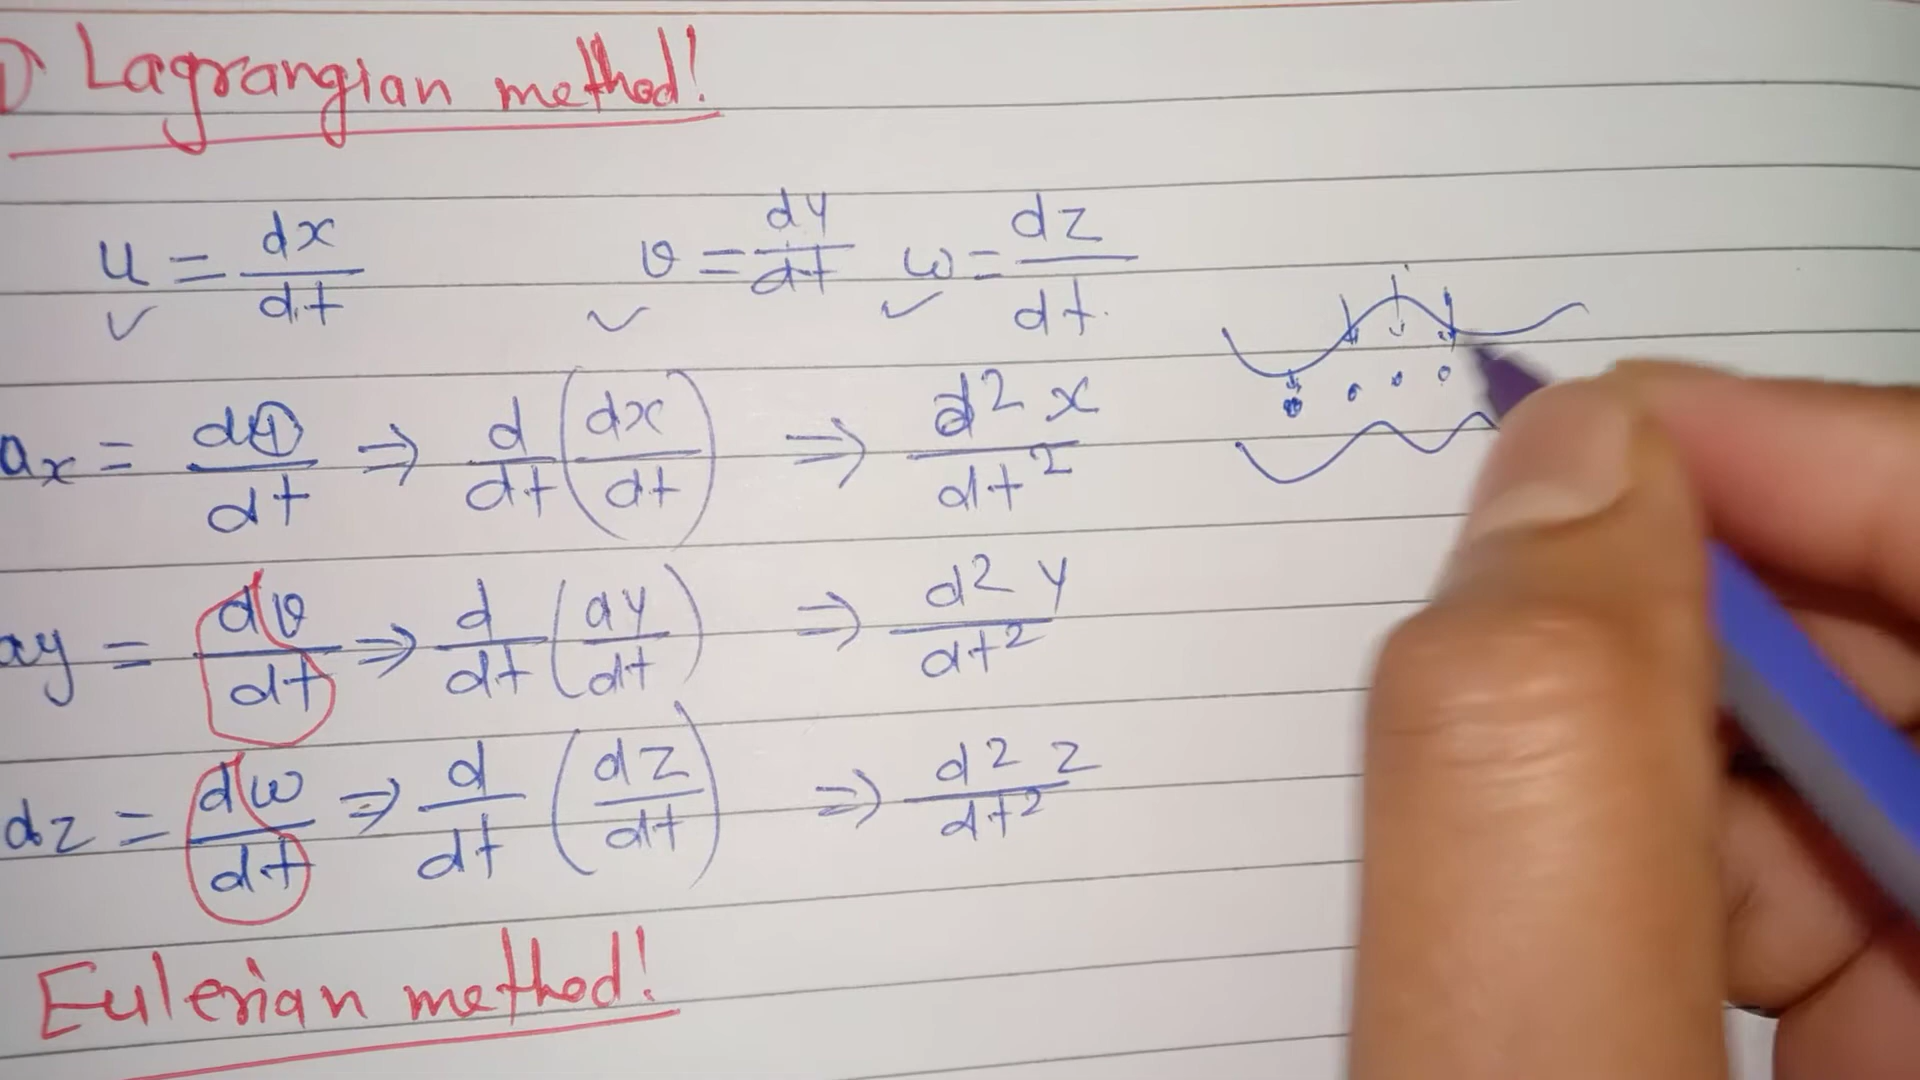 1) Lagrangian method!
u = dx/dt v = dy/dt w = dz/dt.
ax = du/dt ⇒ d/dt (dx/dt) ⇒ d²x/dt²
ay = dv/dt ⇒ d/dt (dy/dt) ⇒ d²y/dt²
dz = dw/dt ⇒ d/dt (dz/dt) ⇒ d²z/dt²
Eulerian method!